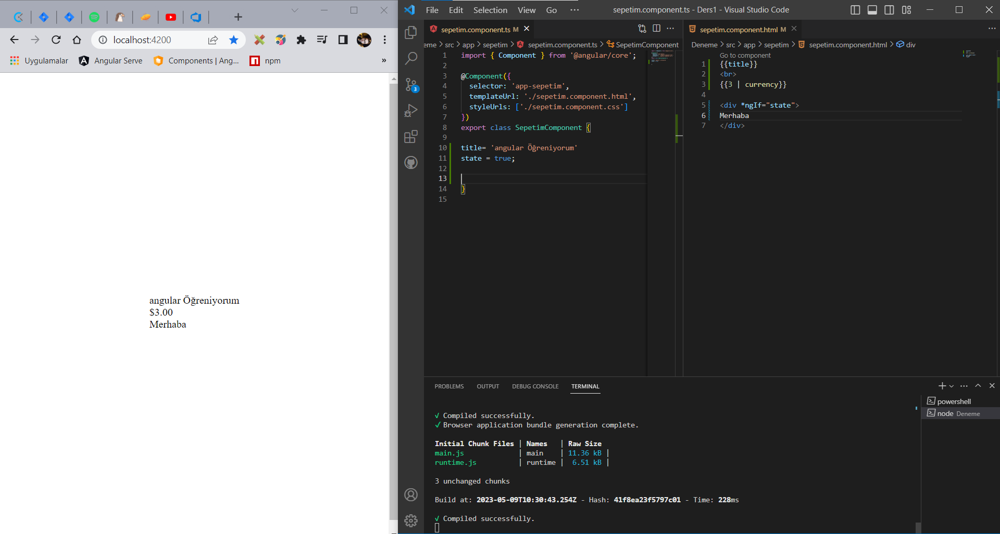 localhost:4200
Uygulamalar Angular Serve Components | Ang... npm »
angular Öğreniyorum
$3.00
Merhaba
File Edit Selection View Go ··· sepetim.component.ts - Ders1 - Visual Studio Code
sepetim.component.ts M
eme > src > app > sepetim > sepetim.component.ts > SepetimComponent
1 import { Component } from '@angular/core';
2
3 @Component({
4 selector: 'app-sepetim',
5 templateUrl: './sepetim.component.html',
6 styleUrls: ['./sepetim.component.css']
7 })
8 export class SepetimComponent {
9
10 title= 'angular Öğreniyorum'
11 state = true;
12
13
14 }
15
sepetim.component.html M
Deneme > src > app > sepetim > sepetim.component.html > div
Go to component
1 {{title}}
2 <br>
3 {{3 | currency}}
4
5 <div *ngIf="state">
6 Merhaba
7 </div>
3
PROBLEMS OUTPUT DEBUG CONSOLE TERMINAL
√ Compiled successfully.
✓ Browser application bundle generation complete.
Initial Chunk Files | Names | Raw Size
main.js | main | 11.36 kB |
runtime.js | runtime | 6.51 kB |
3 unchanged chunks
Build at: 2023-05-09T10:30:43.254Z - Hash: 41f8ea23f5797c01 - Time: 228ms
√ Compiled successfully.
powershell
node Deneme